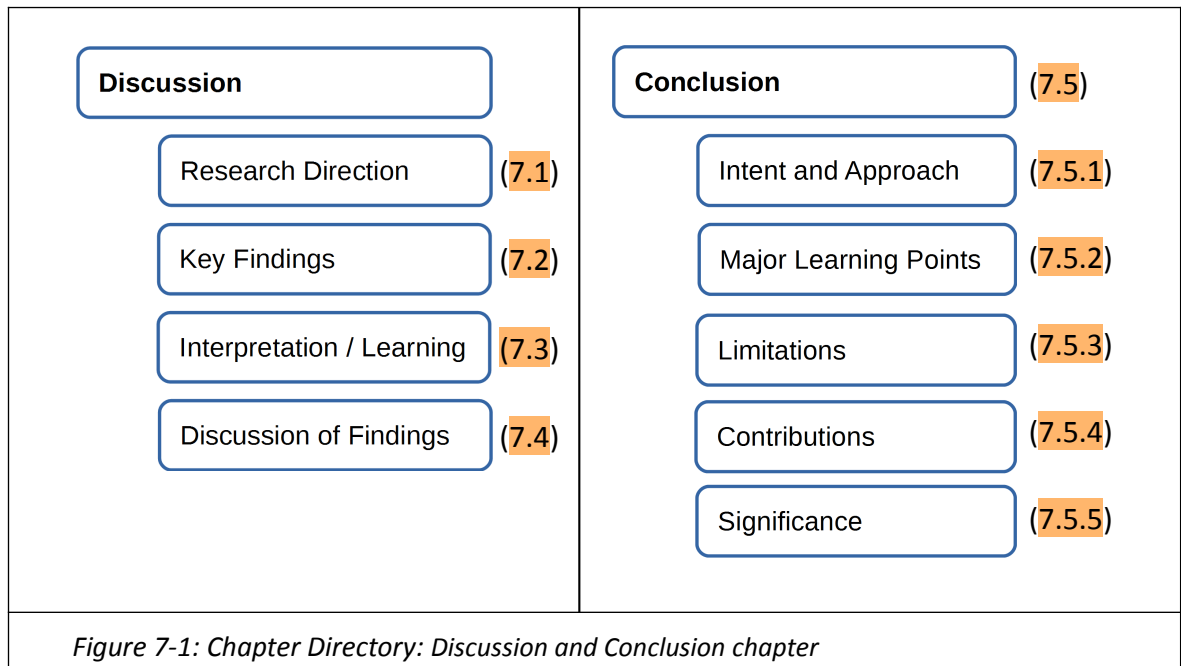 Discussion
Research Direction (7.1)
Key Findings (7.2)
Interpretation / Learning (7.3)
Discussion of Findings (7.4)
Conclusion (7.5)
Intent and Approach (7.5.1)
Major Learning Points (7.5.2)
Limitations (7.5.3)
Contributions (7.5.4)
Significance (7.5.5)
Figure 7-1: Chapter Directory: Discussion and Conclusion chapter